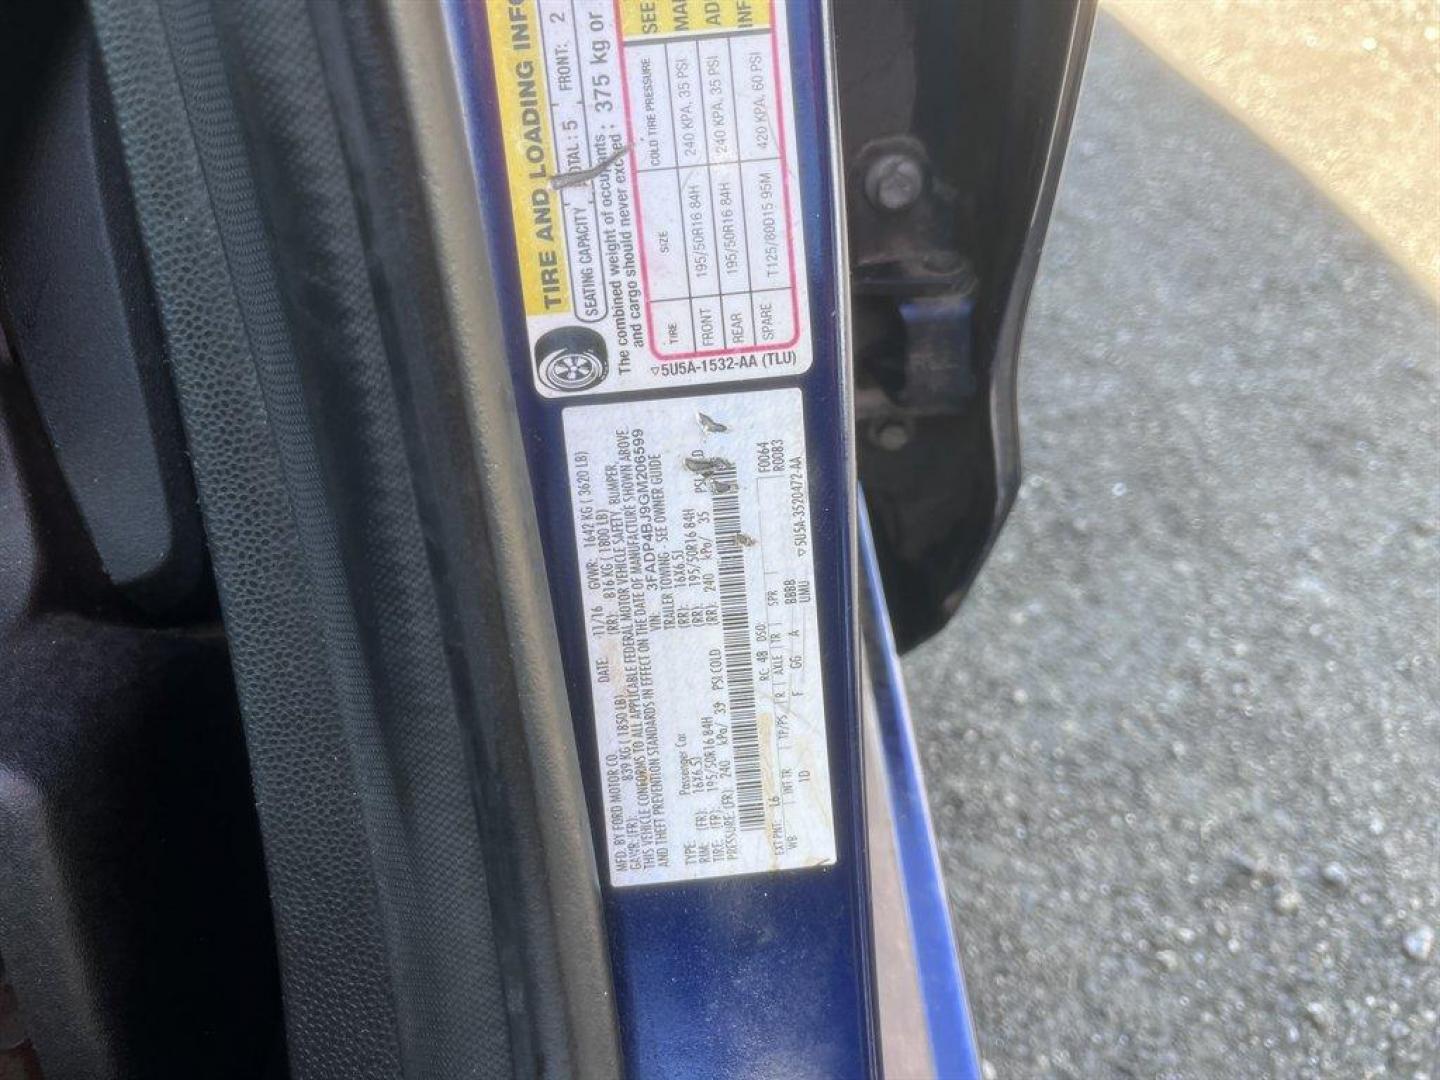 TIRE AND LOADING INFO
SEATING CAPACITY TOTAL: 5 FRONT: 2
The combined weight of occupants
and cargo should never exceed: 375 kg or
TIRE SIZE COLD TIRE PRESSURE SEE
FRONT 195/50R16 84H 240 KPA, 35 PSI
REAR 195/50R16 84H 240 KPA, 35 PSI
SPARE T125/80D15 95M 420 KPA, 60 PSI
5U5A-1532-AA (TLU)
MFD. BY FORD MOTOR CO. DATE: 11/16 GVWR: 1642 KG ( 3620 LB)
GAWR: (FR): 839 KG ( 1850 LB) (RR): 816 KG ( 1800 LB)
THIS VEHICLE CONFORMS TO ALL APPLICABLE FEDERAL MOTOR VEHICLE SAFETY, BUMPER,
AND THEFT PREVENTION STANDARDS IN EFFECT ON THE DATE OF MANUFACTURE SHOWN ABOVE.
VIN: 3FADP4BJ9GM206599
TYPE: Passenger Car TRAILER TOWING - SEE OWNER GUIDE
RIM: (FR): 16X6.5J (RR): 16X6.5J
TIRE: (FR): 195/50R16 84H (RR): 195/50R16 84H
PRESSURE: (FR): 240 kPa/ 39 PSI COLD (RR): 240 kPa/ 35 PSI
F0064
R0083
EXT PNT: L6 RC: 48 DSO:
WB INT TR TP/PS R AXLE TR SPR
1D F GG A BBBB
UMU
5U5A-3520472-AA